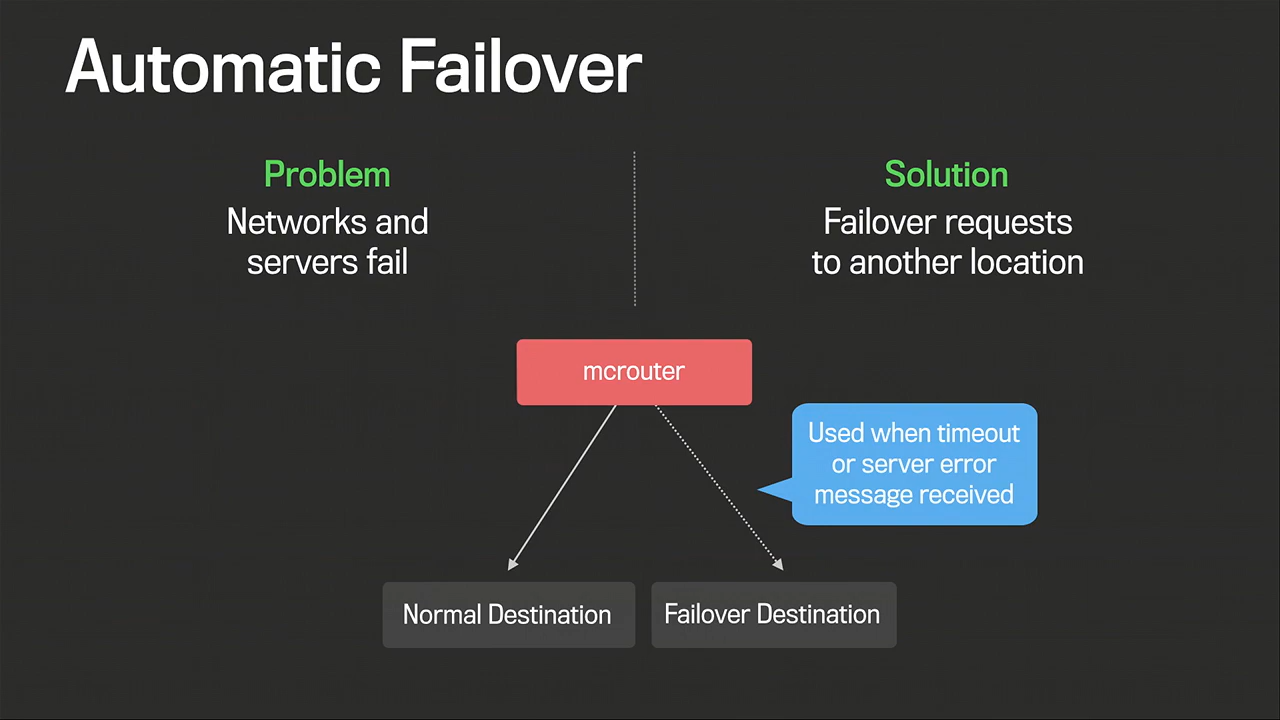 Automatic Failover
Problem
Networks and
servers fail
Solution
Failover requests
to another location
mcrouter
Used when timeout
or server error
message received
Normal Destination
Failover Destination